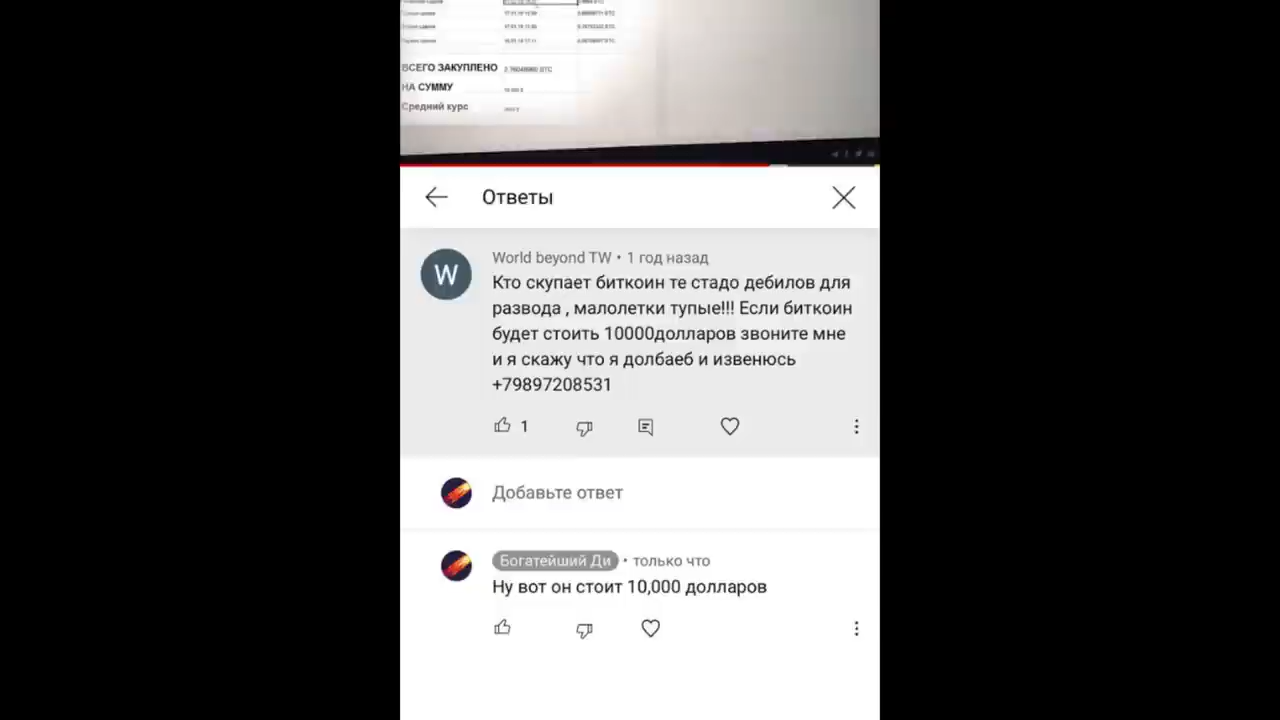 ВСЕГО ЗАКУПЛЕНО
НА СУММУ
Средний курс
Ответы
World beyond TW • 1 год назад
Кто скупает биткоин те стадо дебилов для
развода , малолетки тупые!!! Если биткоин
будет стоить 10000долларов звоните мне
и я скажу что я долбаеб и извенюсь
+79897208531
1
Добавьте ответ
Богатейший Ди • только что
Ну вот он стоит 10,000 долларов